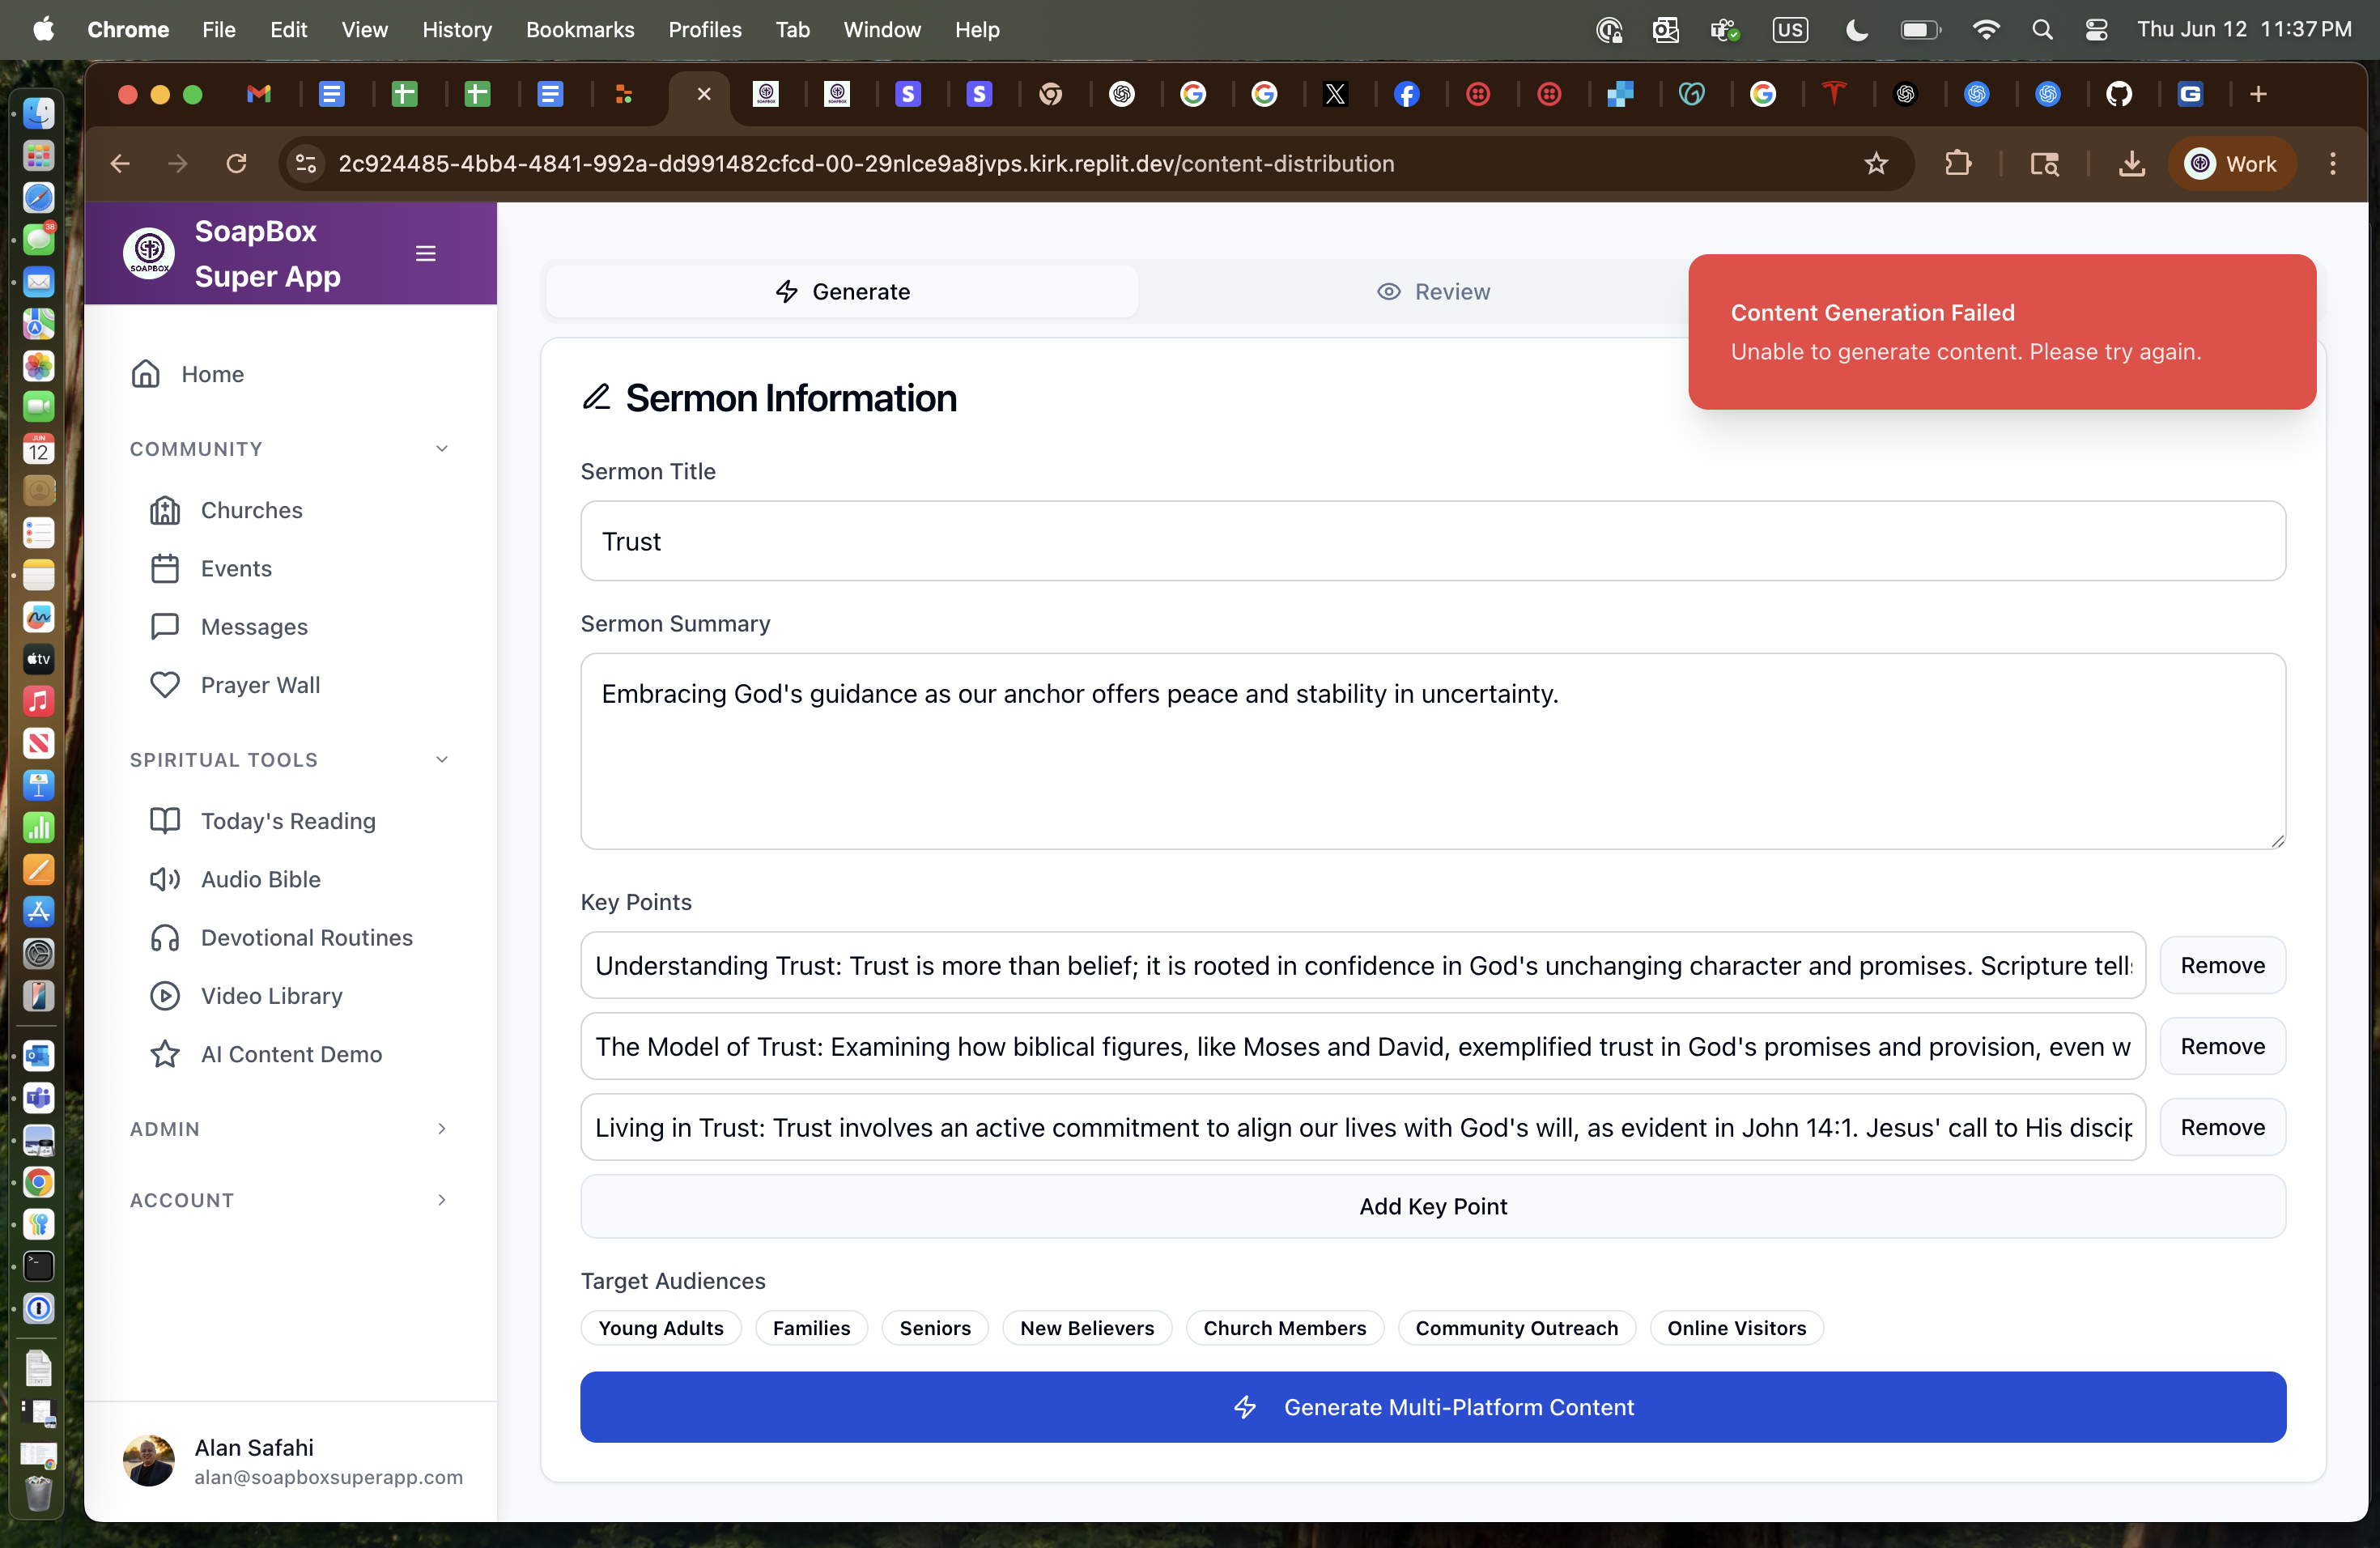 Chrome File Edit View History Bookmarks Profiles Tab Window Help US Thu Jun 12 11:37 PM
2c924485-4bb4-4841-992a-dd991482cfcd-00-29nlce9a8jvps.kirk.replit.dev/content-distribution
Work
SOAPBOX
SoapBox
Super App
Home
COMMUNITY
Churches
Events
Messages
Prayer Wall
SPIRITUAL TOOLS
Today's Reading
Audio Bible
Devotional Routines
Video Library
AI Content Demo
ADMIN
ACCOUNT
Alan Safahi
alan@soapboxsuperapp.com
Generate
Review
Content Generation Failed
Unable to generate content. Please try again.
Sermon Information
Sermon Title
Trust
Sermon Summary
Embracing God's guidance as our anchor offers peace and stability in uncertainty.
Key Points
Understanding Trust: Trust is more than belief; it is rooted in confidence in God's unchanging character and promises. Scripture tell
Remove
The Model of Trust: Examining how biblical figures, like Moses and David, exemplified trust in God's promises and provision, even w
Remove
Living in Trust: Trust involves an active commitment to align our lives with God's will, as evident in John 14:1. Jesus' call to His discip
Remove
Add Key Point
Target Audiences
Young Adults Families Seniors New Believers Church Members Community Outreach Online Visitors
Generate Multi-Platform Content
38
JUN
12
tv